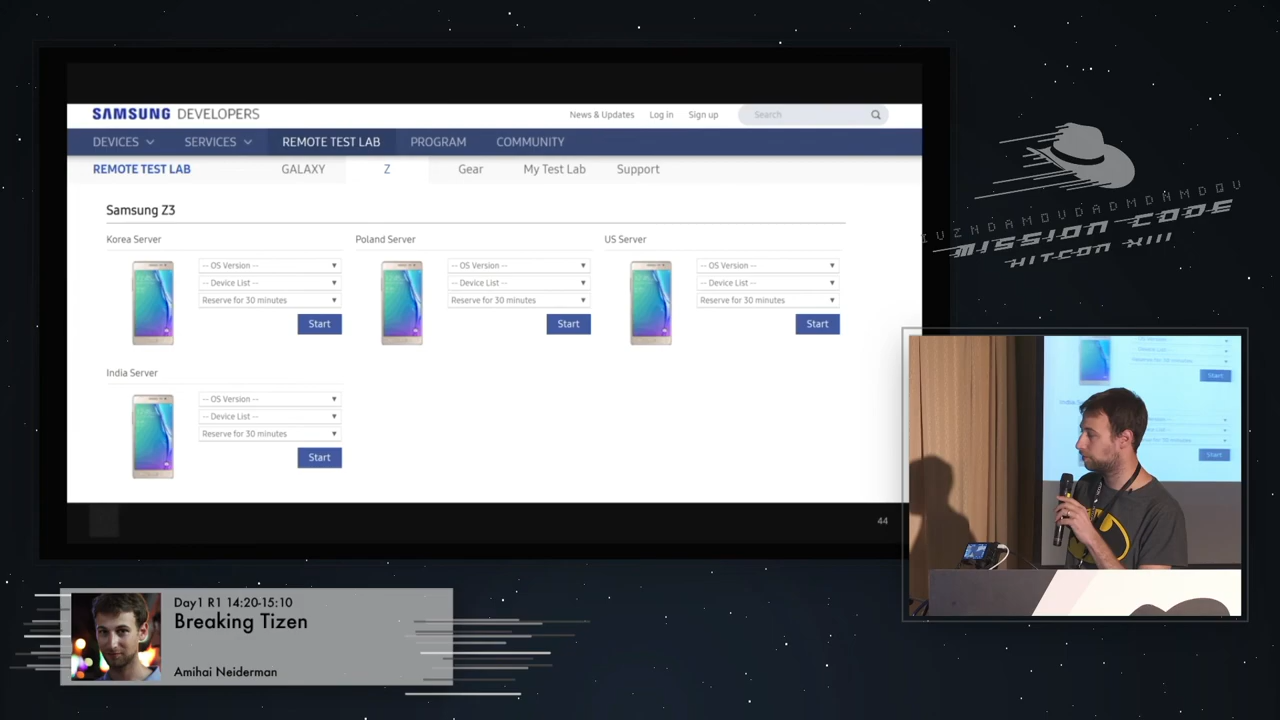 SAMSUNG DEVELOPERS
News & Updates Log in Sign up Search
DEVICES SERVICES REMOTE TEST LAB PROGRAM COMMUNITY
REMOTE TEST LAB GALAXY Z Gear My Test Lab Support
Samsung Z3
Korea Server Poland Server US Server
-- OS Version -- -- OS Version -- -- OS Version --
-- Device List -- -- Device List -- -- Device List --
Reserve for 30 minutes Reserve for 30 minutes Reserve for 30 minutes
Start Start Start
India Server
-- OS Version --
-- Device List --
Reserve for 30 minutes
Start
44
MISSION CODE
HITCON XIII
Start
Start
Day1 R1 14:20-15:10
Breaking Tizen
Amihai Neiderman